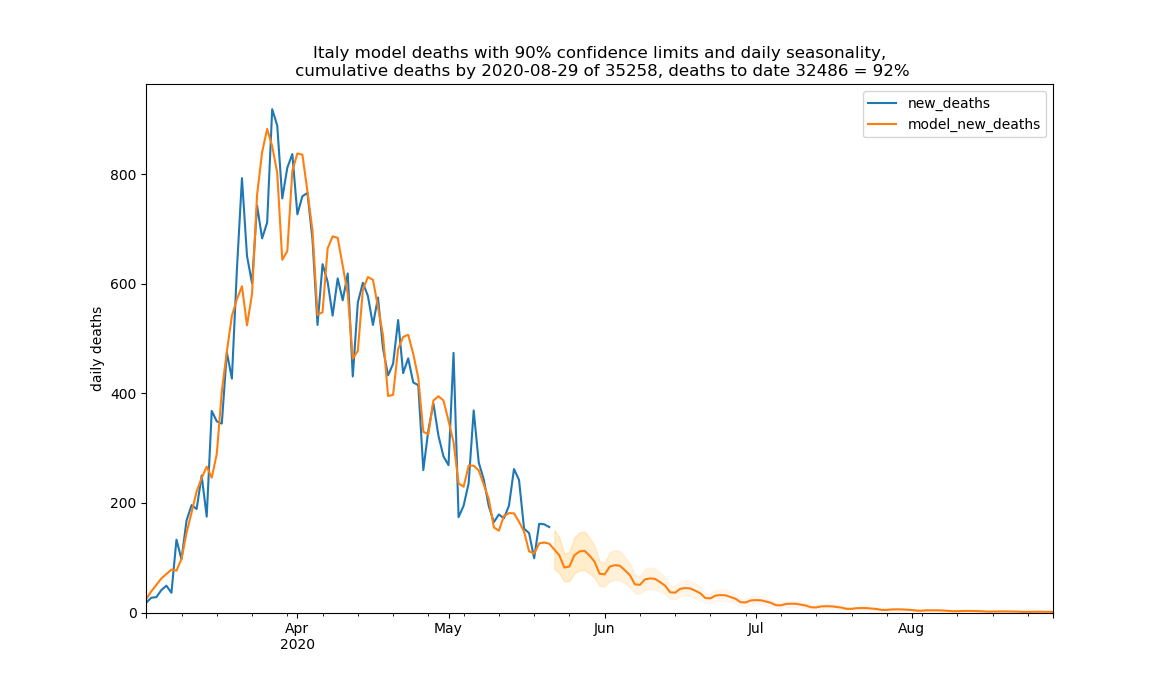 Italy model deaths with 90% confidence limits and daily seasonality,
cumulative deaths by 2020-08-29 of 35258, deaths to date 32486 = 92%
new_deaths
model_new_deaths
daily deaths
800
600
400
200
0
Apr
2020
May
Jun
Jul
Aug